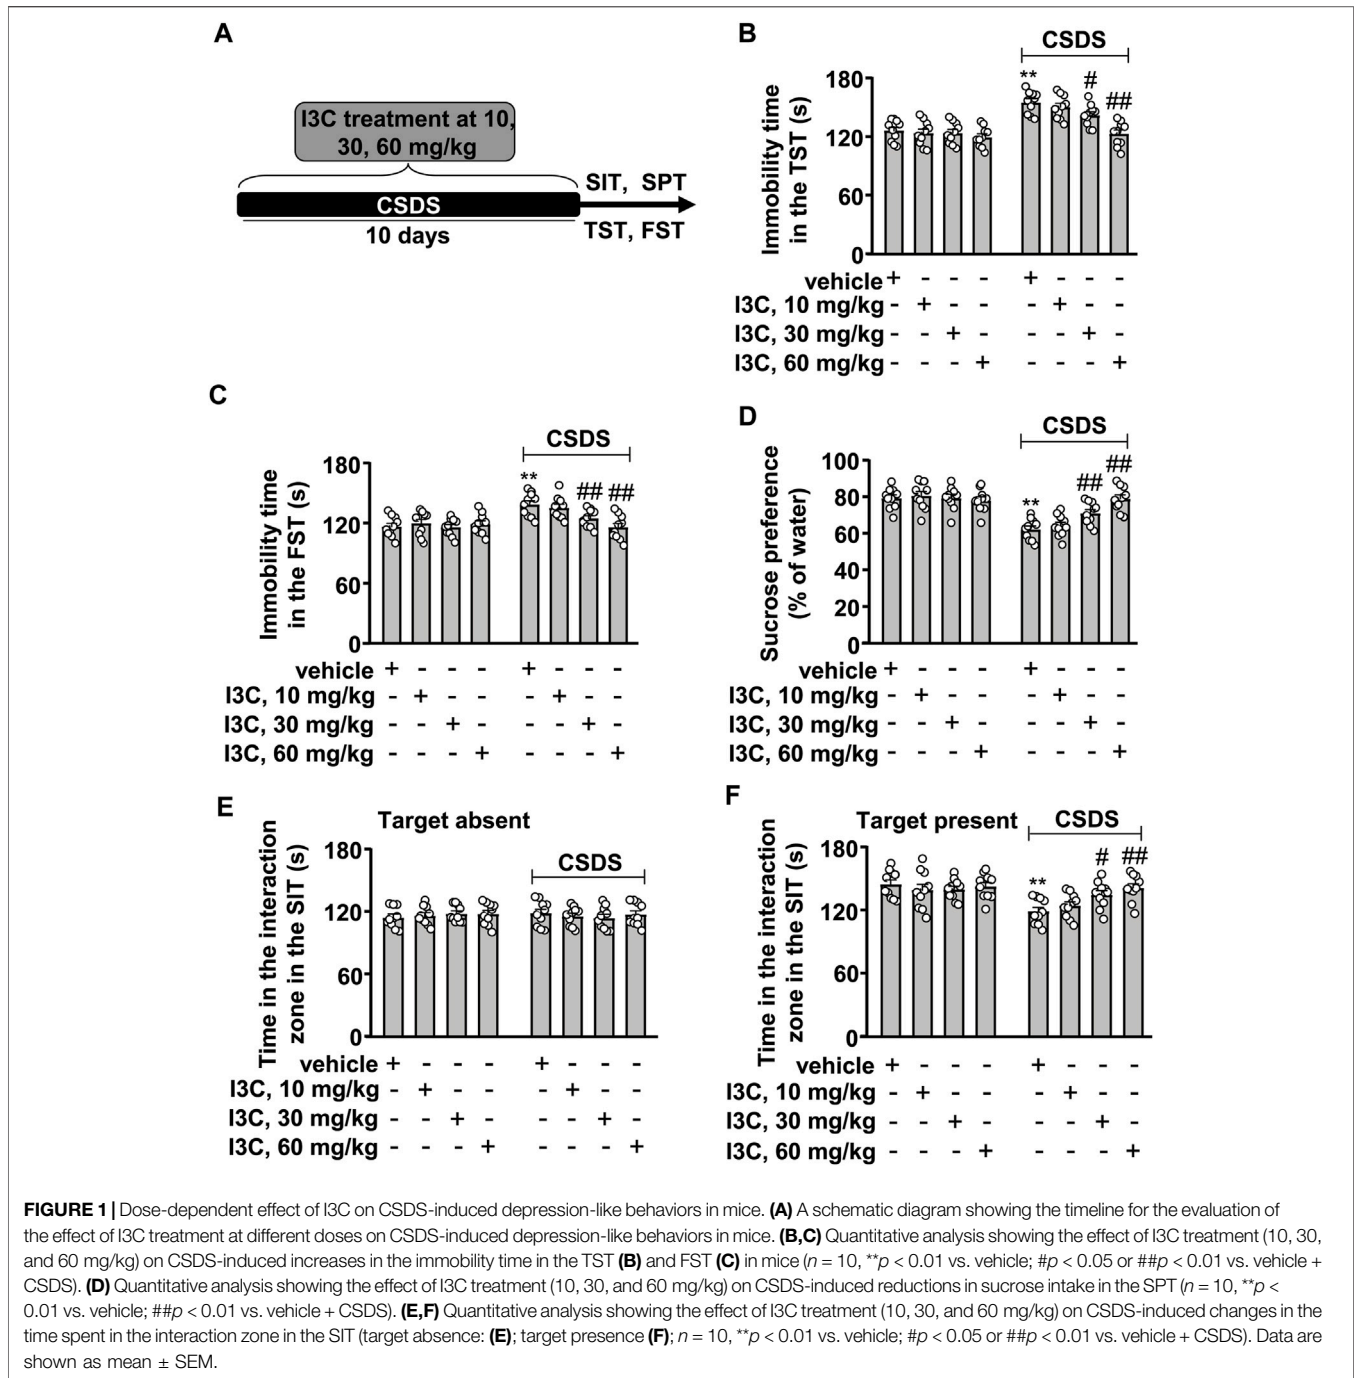 A
I3C treatment at 10,
30, 60 mg/kg
CSDS
10 days
SIT, SPT
TST, FST
B
CSDS
Immobility time
in the TST (s)
180
120
60
0
** # ##
vehicle + - - - + - - -
I3C, 10 mg/kg - + - - - + - -
I3C, 30 mg/kg - - + - - - + -
I3C, 60 mg/kg - - - + - - - +
C
CSDS
Immobility time
in the FST (s)
180
120
60
0
** ## ##
vehicle + - - - + - - -
I3C, 10 mg/kg - + - - - + - -
I3C, 30 mg/kg - - + - - - + -
I3C, 60 mg/kg - - - + - - - +
D
CSDS
Sucrose preference
(% of water)
100
80
60
40
20
0
** ## ##
vehicle + - - - + - - -
I3C, 10 mg/kg - + - - - + - -
I3C, 30 mg/kg - - + - - - + -
I3C, 60 mg/kg - - - + - - - +
E
Target absent
CSDS
Time in the interaction
zone in the SIT (s)
180
120
60
0
vehicle + - - - + - - -
I3C, 10 mg/kg - + - - - + - -
I3C, 30 mg/kg - - + - - - + -
I3C, 60 mg/kg - - - + - - - +
F
Target present
CSDS
Time in the interaction
zone in the SIT (s)
180
120
60
0
** # ##
vehicle + - - - + - - -
I3C, 10 mg/kg - + - - - + - -
I3C, 30 mg/kg - - + - - - + -
I3C, 60 mg/kg - - - + - - - +
FIGURE 1 | Dose-dependent effect of I3C on CSDS-induced depression-like behaviors in mice. (A) A schematic diagram showing the timeline for the evaluation of
the effect of I3C treatment at different doses on CSDS-induced depression-like behaviors in mice. (B,C) Quantitative analysis showing the effect of I3C treatment (10, 30,
and 60 mg/kg) on CSDS-induced increases in the immobility time in the TST (B) and FST (C) in mice (n = 10, **p < 0.01 vs. vehicle; #p < 0.05 or ##p < 0.01 vs. vehicle +
CSDS). (D) Quantitative analysis showing the effect of I3C treatment (10, 30, and 60 mg/kg) on CSDS-induced reductions in sucrose intake in the SPT (n = 10, **p <
0.01 vs. vehicle; ##p < 0.01 vs. vehicle + CSDS). (E,F) Quantitative analysis showing the effect of I3C treatment (10, 30, and 60 mg/kg) on CSDS-induced changes in the
time spent in the interaction zone in the SIT (target absence: (E); target presence (F); n = 10, **p < 0.01 vs. vehicle; #p < 0.05 or ##p < 0.01 vs. vehicle + CSDS). Data are
shown as mean ± SEM.